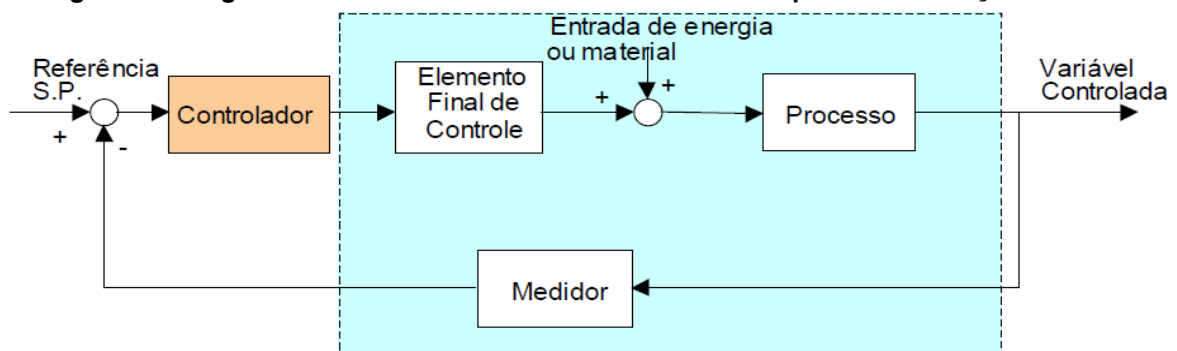 Entrada de energia
ou material
Referência
S.P.
Elemento
Final de
Controle
Variável
Controlada
Controlador
Processo
+
-
+
+
Medidor